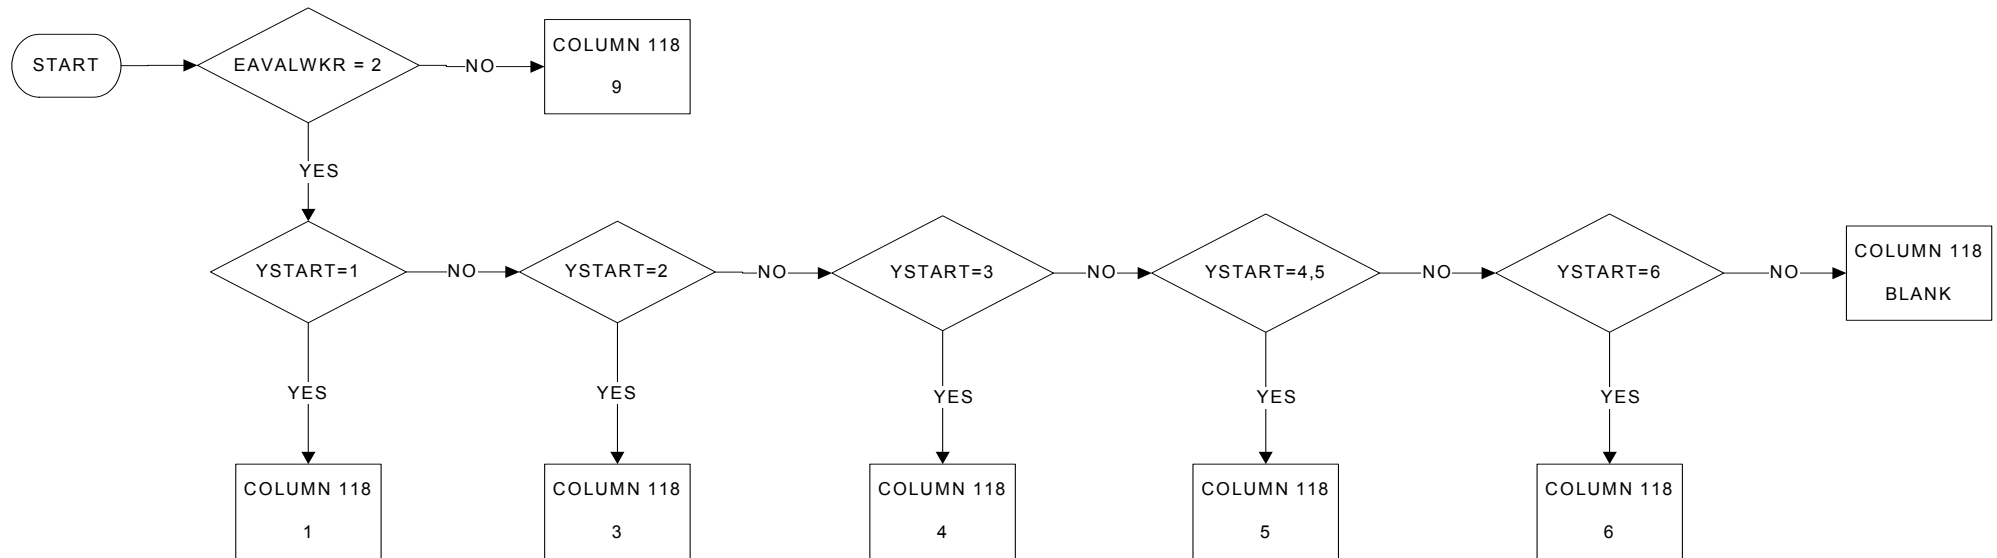 START
EAVALWKR = 2
NO
COLUMN 118
9
YES
YSTART=1
NO
YSTART=2
NO
YSTART=3
NO
YSTART=4,5
NO
YSTART=6
NO
COLUMN 118
BLANK
YES
YES
YES
YES
YES
COLUMN 118
1
COLUMN 118
3
COLUMN 118
4
COLUMN 118
5
COLUMN 118
6